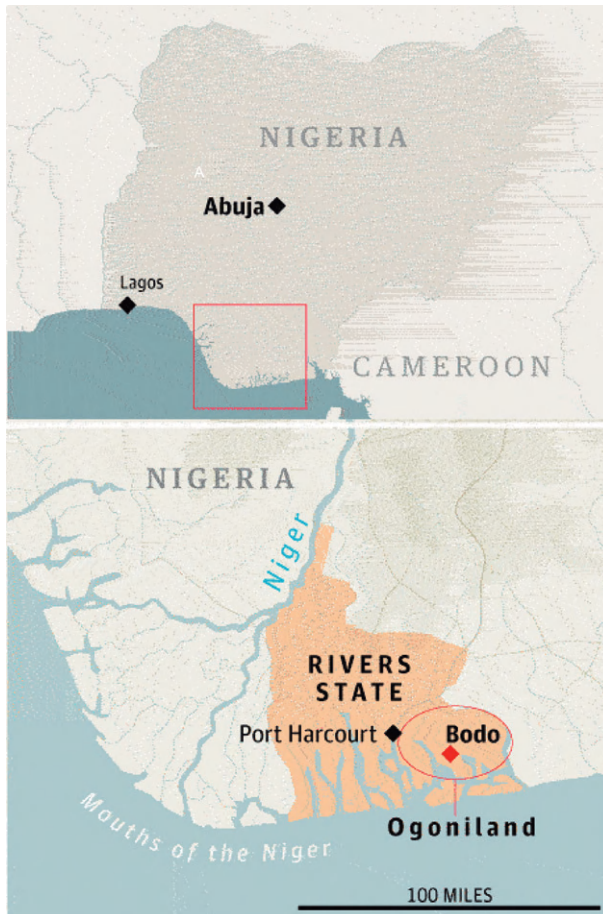 NIGERIA
A
Abuja
Lagos
CAMEROON
NIGERIA
Niger
RIVERS
STATE
Port Harcourt
Bodo
Ogoniland
Mouths of the Niger
100 MILES